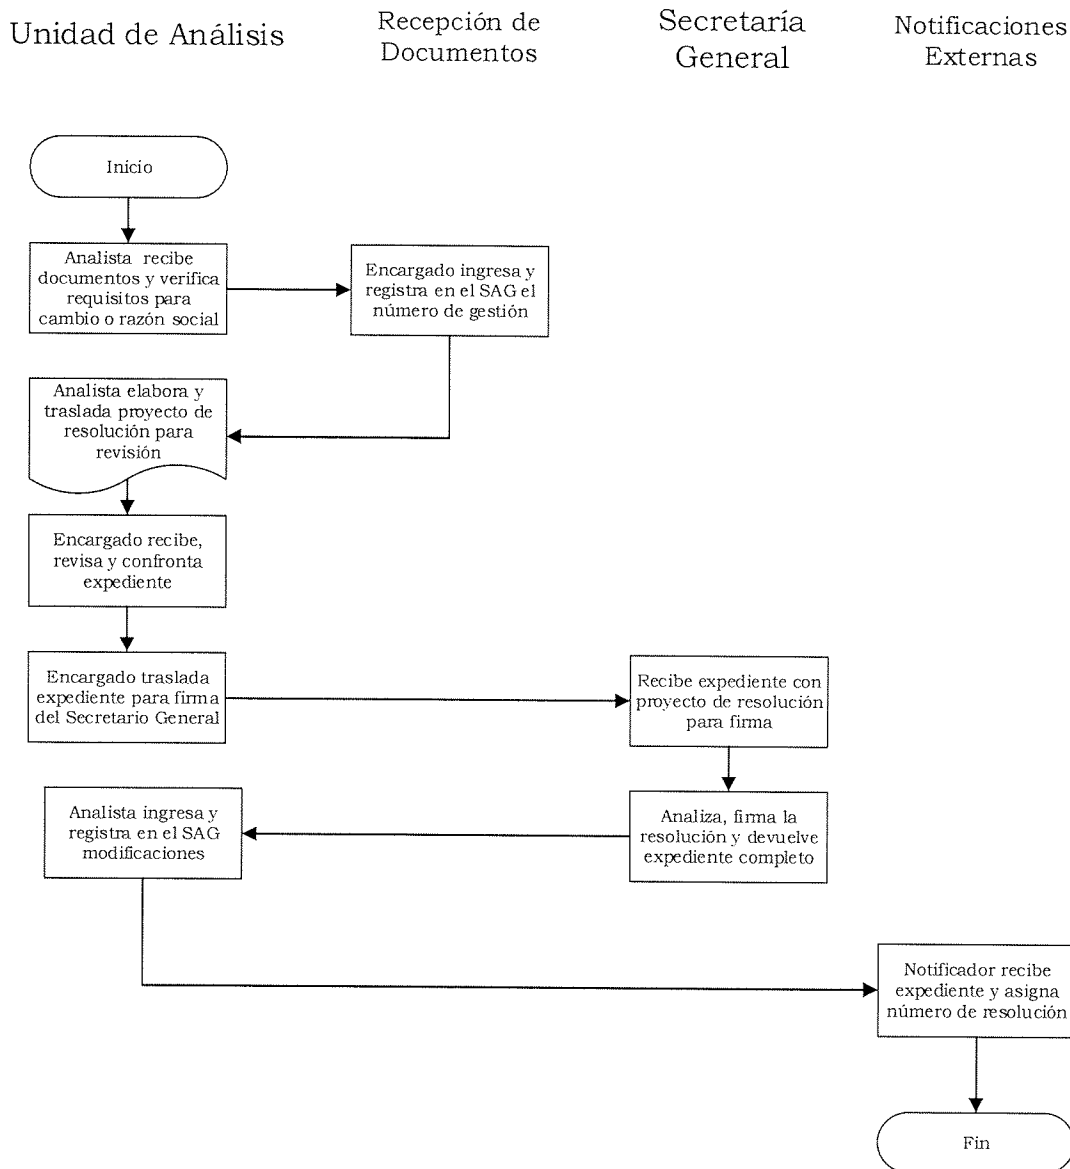 Unidad de Análisis
Recepción de
Documentos
Secretaría
General
Notificaciones
Externas
Inicio
Analista recibe
documentos y verifica
requisitos para
cambio o razón social
Encargado ingresa y
registra en el SAG el
número de gestión
Analista elabora y
traslada proyecto de
resolución para
revisión
Encargado recibe,
revisa y confronta
expediente
Encargado traslada
expediente para firma
del Secretario General
Recibe expediente con
proyecto de resolución
para firma
Analiza, firma la
resolución y devuelve
expediente completo
Analista ingresa y
registra en el SAG
modificaciones
Notificador recibe
expediente y asigna
número de resolución
Fin